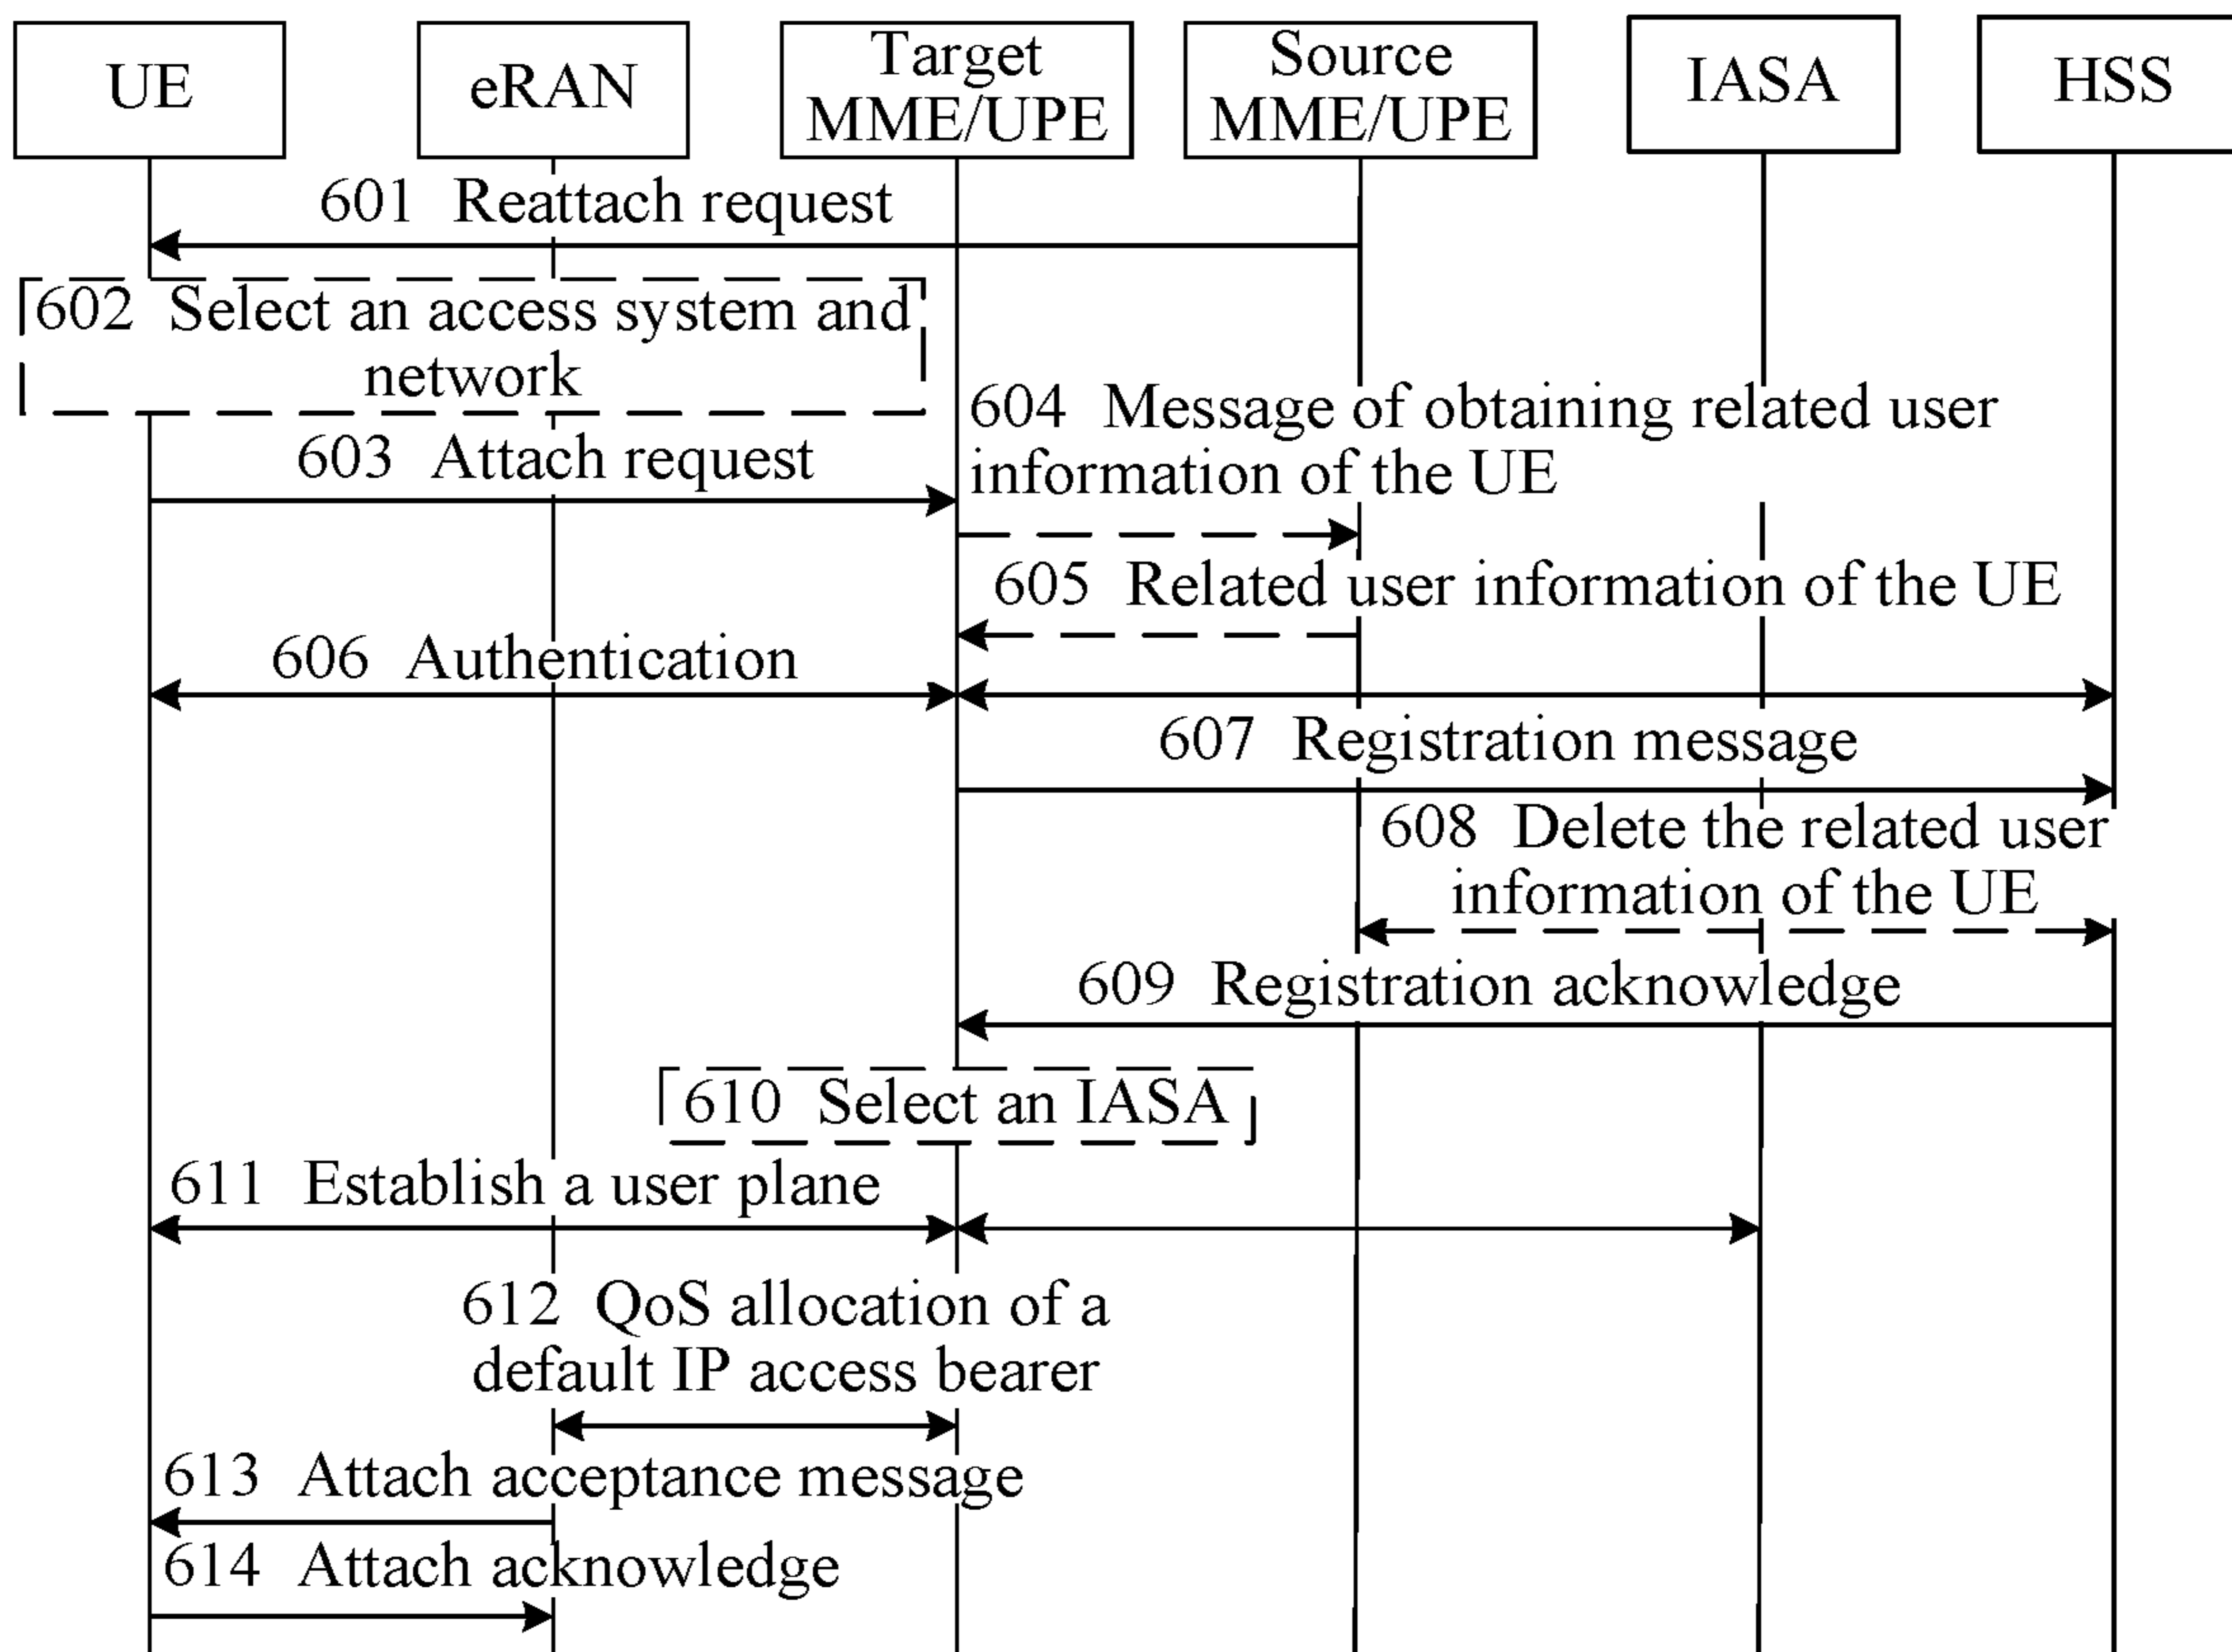 UE
eRAN
Target
MME/UPE
Source
MME/UPE
IASA
HSS
601 Reattach request
602 Select an access system and
network
603 Attach request
604 Message of obtaining related user
information of the UE
605 Related user information of the UE
606 Authentication
607 Registration message
608 Delete the related user
information of the UE
609 Registration acknowledge
610 Select an IASA
611 Establish a user plane
612 QoS allocation of a
default IP access bearer
613 Attach acceptance message
614 Attach acknowledge